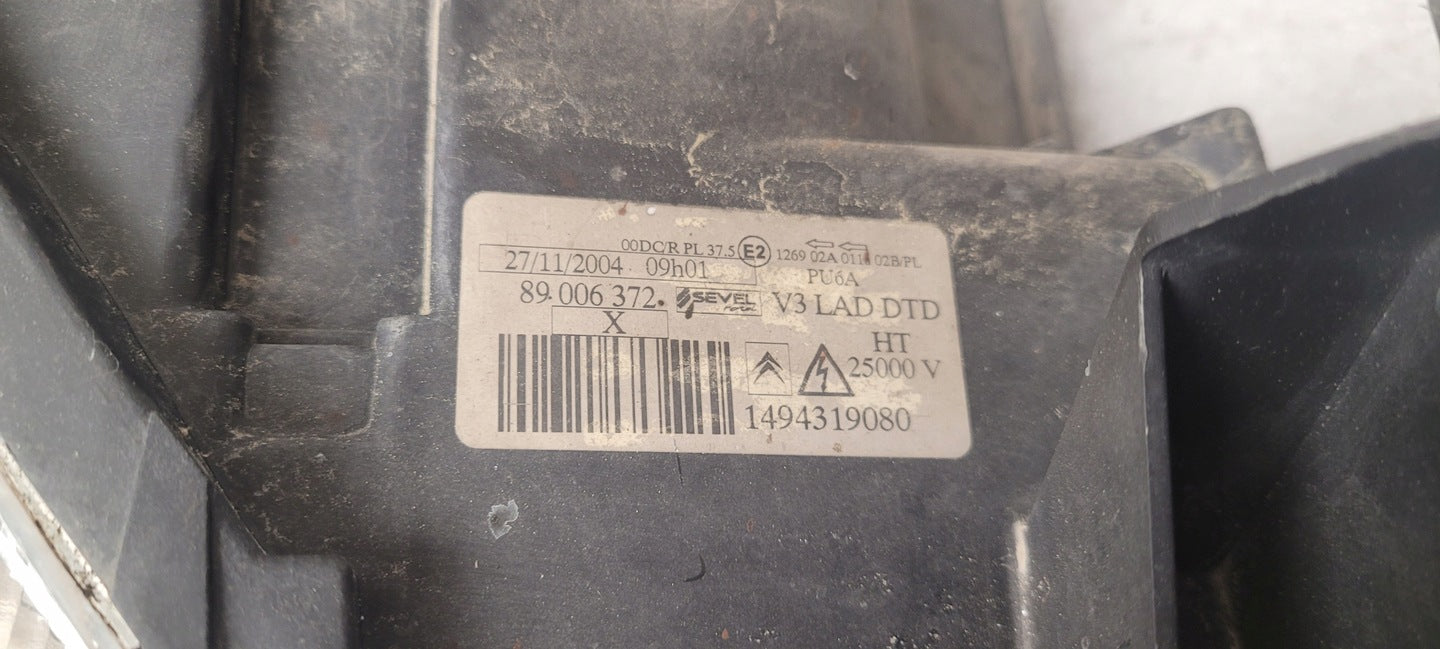 00DC/R PL 37.5 E2 1269 02A 011 02B/PL
27/11/2004 09h01 PU6A
89.006 372. SEVEL V3 LAD DTD
X HT
25000 V
1494319080